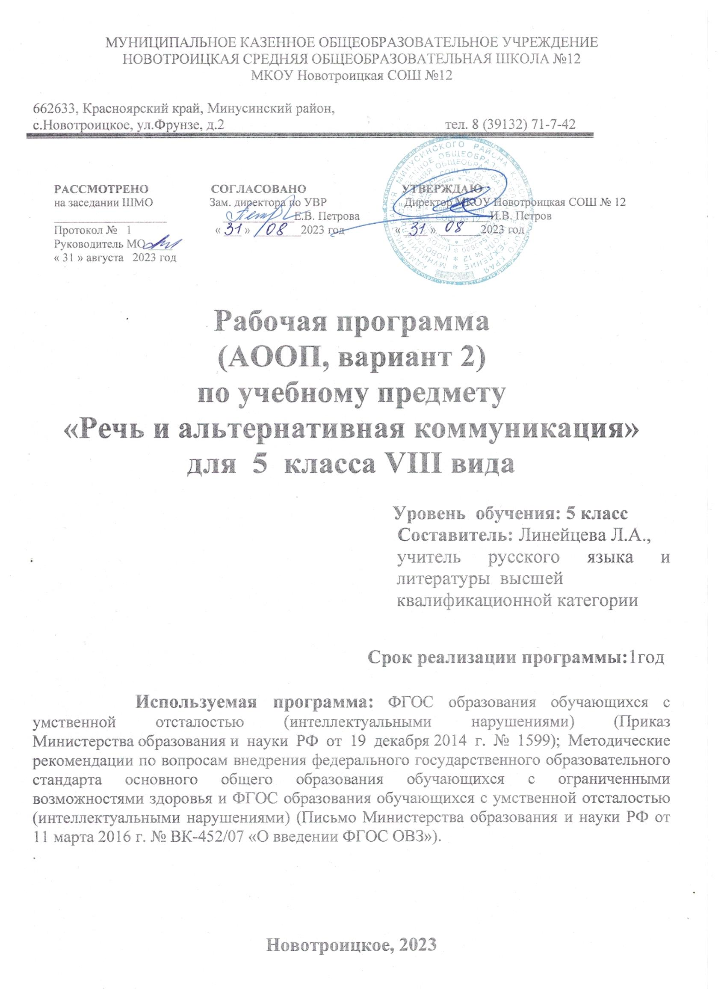 МУНИЦИПАЛЬНОЕ КАЗЕННОЕ ОБЩЕОБРАЗОВАТЕЛЬНОЕ УЧРЕЖДЕНИЕ
НОВОТРОИЦКАЯ СРЕДНЯЯ ОБЩЕОБРАЗОВАТЕЛЬНАЯ ШКОЛА №12
МКОУ Новотроицкая СОШ №12
662633, Красноярский край, Минусинский район,
с.Новотроицкое, ул.Фрунзе, д.2 тел. 8 (39132) 71-7-42
РАССМОТРЕНО СОГЛАСОВАНО УТВЕРЖДАЮ
на заседании ШМО Зам. директора по УВР Директор МКОУ Новотроицкая СОШ № 12
Е.В. Петрова И.В. Петров
Протокол № 1 « 31 » 08 2023 год « 31 » 08 2023 год
Руководитель МО
« 31 » августа 2023 год
Рабочая программа
(АООП, вариант 2)
по учебному предмету
«Речь и альтернативная коммуникация»
для 5 класса VIII вида
Уровень обучения: 5 класс
Составитель: Линейцева Л.А.,
учитель русского языка и
литературы высшей
квалификационной категории
Срок реализации программы:1год
Используемая программа: ФГОС образования обучающихся с
умственной отсталостью (интеллектуальными нарушениями) (Приказ
Министерства образования и науки РФ от 19 декабря 2014 г. № 1599); Методические
рекомендации по вопросам внедрения федерального государственного образовательного
стандарта основного общего образования обучающихся с ограниченными
возможностями здоровья и ФГОС образования обучающихся с умственной отсталостью
(интеллектуальными нарушениями) (Письмо Министерства образования и науки РФ от
11 марта 2016 г. № ВК-452/07 «О введении ФГОС ОВЗ»).
Новотроицкое, 2023